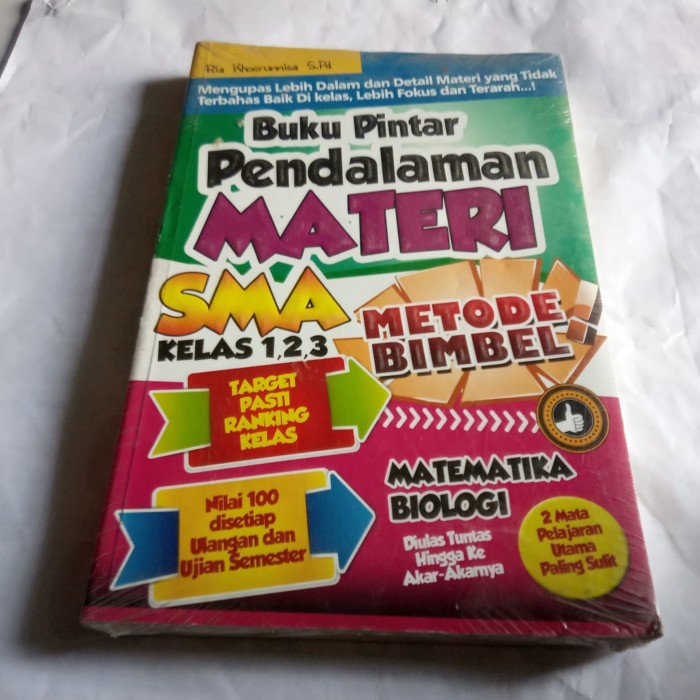 Ria Khoerunnisa S.Pd
Mengupas Lebih Dalam dan Detail Materi yang Tidak
Terbahas Baik Di kelas, Lebih Fokus dan Terarah...!
Buku Pintar
Pendalaman
MATERI
SMA
KELAS 1,2,3
METODE
BIMBEL
TARGET
PASTI
RANKING
KELAS
Nilai 100
disetiap
Ulangan dan
Ujian Semester
MATEMATIKA
BIOLOGI
Diulas Tuntas
Hingga Ke
Akar-Akarnya
2 Mata
Pelajaran
Utama
Paling Sulit